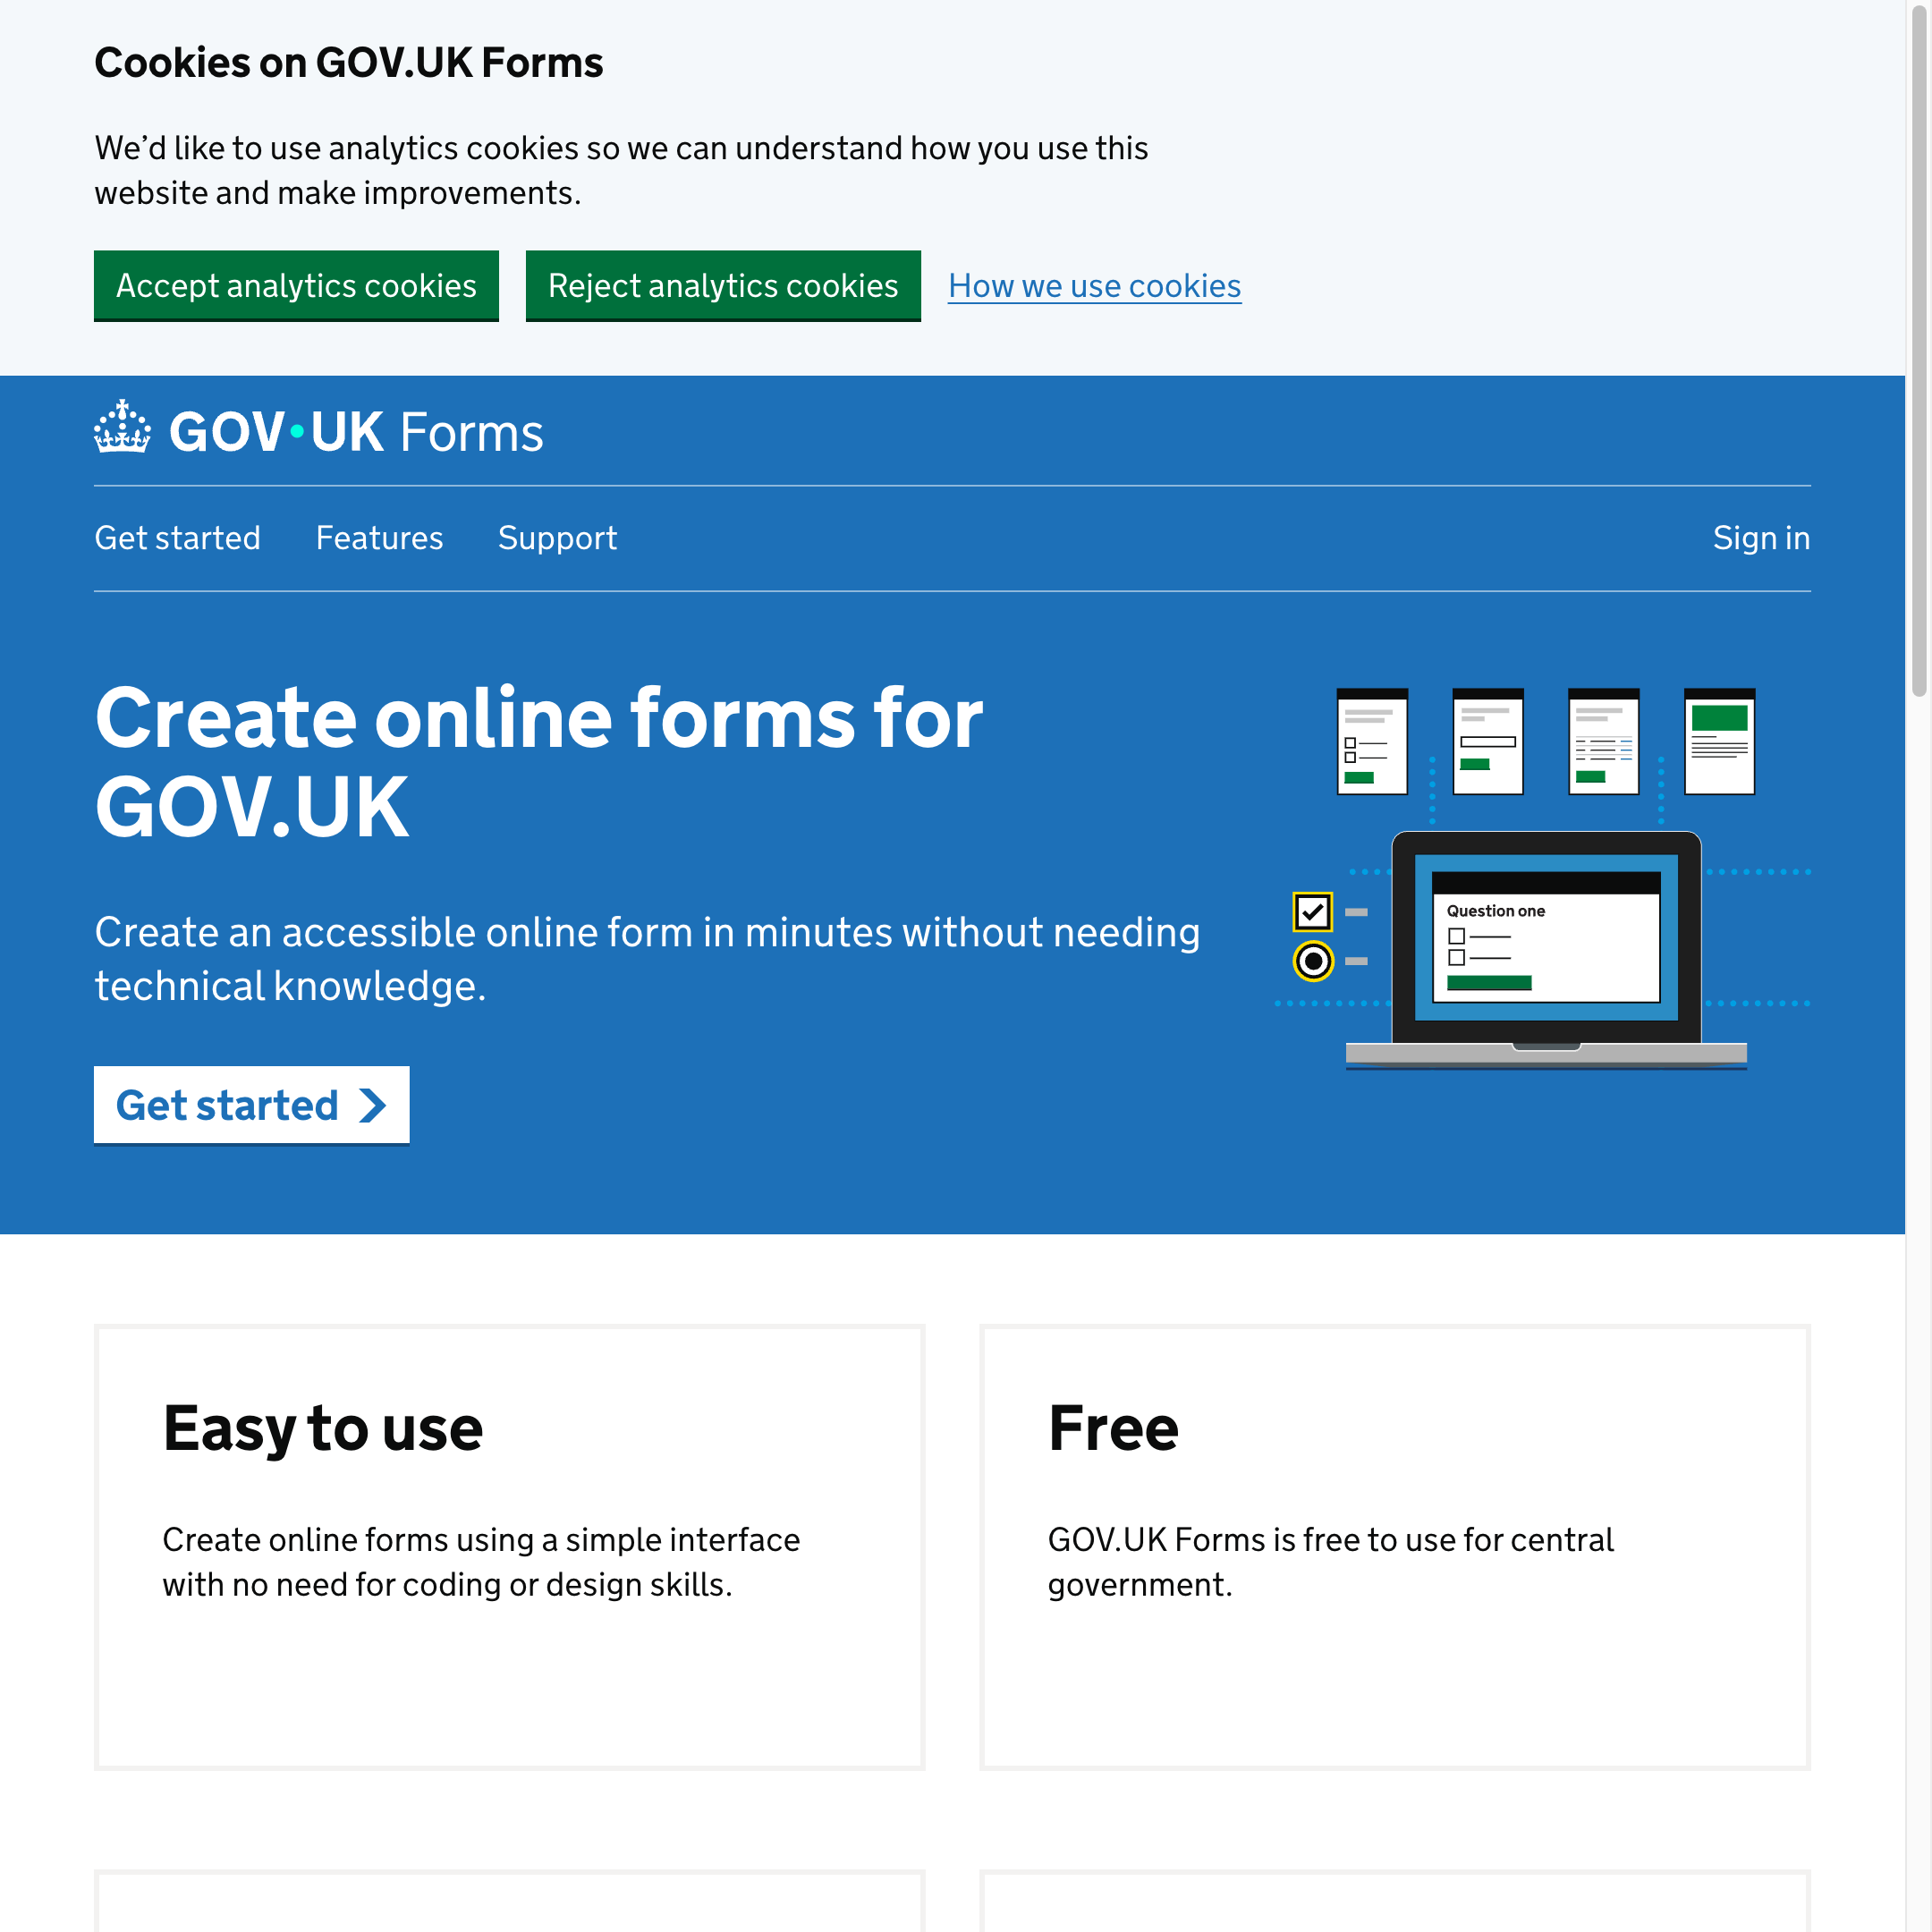 Cookies on GOV.UK Forms
We’d like to use analytics cookies so we can understand how you use this
website and make improvements.
Accept analytics cookies
Reject analytics cookies
How we use cookies
GOV·UK Forms
Get started
Features
Support
Sign in
Create online forms for
GOV.UK
Create an accessible online form in minutes without needing
technical knowledge.
Get started
Question one
Easy to use
Create online forms using a simple interface
with no need for coding or design skills.
Free
GOV.UK Forms is free to use for central
government.